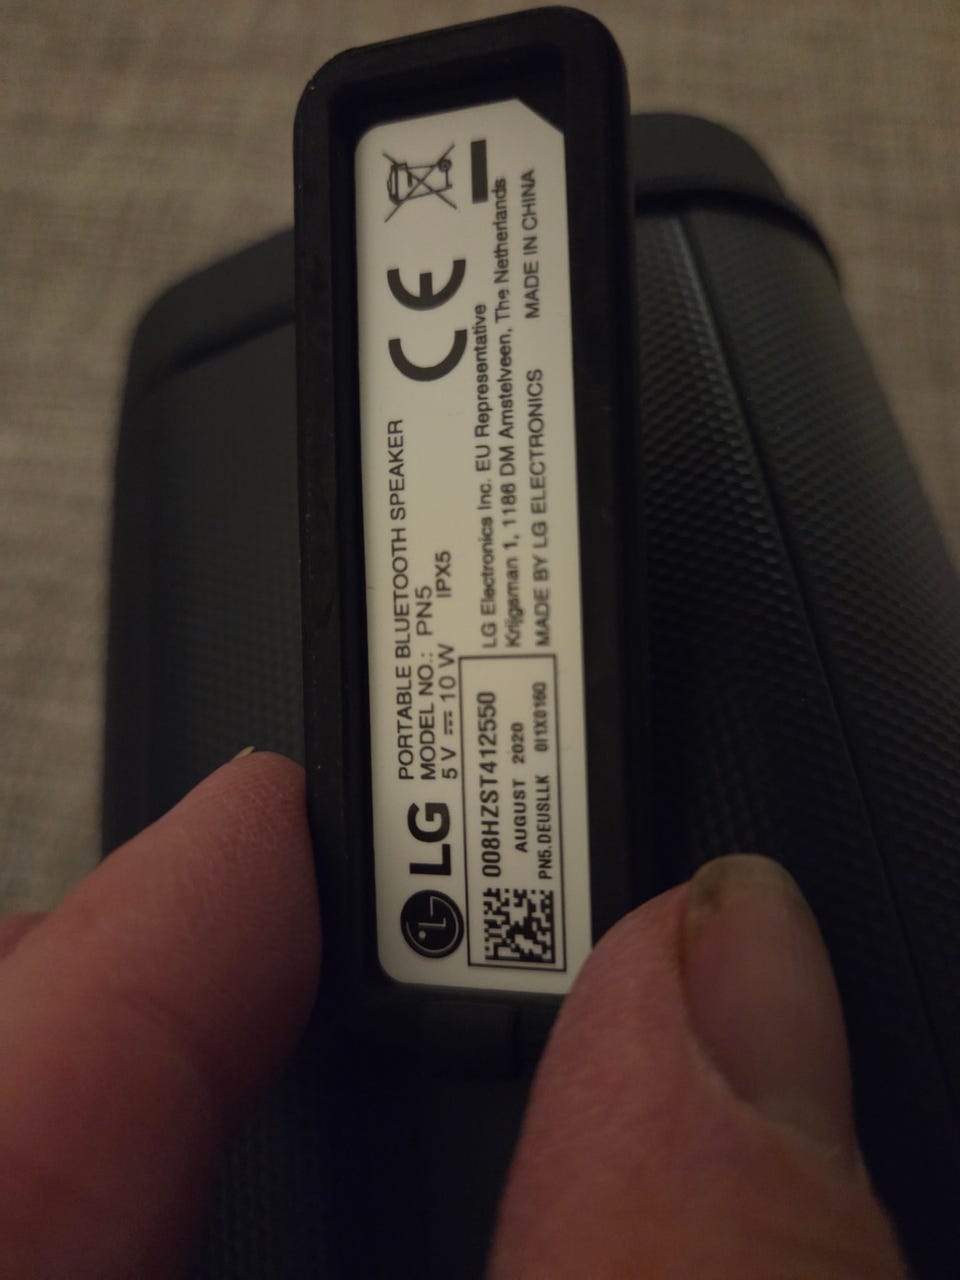 LG
PORTABLE BLUETOOTH SPEAKER
MODEL NO.: PN5
5 V ⎓ 10 W IPX5
CE
008HZST412550
AUGUST 2020
PN5.DEUSLLK 0I1X0160
LG Electronics Inc. EU Representative
Krijgsman 1, 1186 DM Amstelveen, The Netherlands
MADE BY LG ELECTRONICS MADE IN CHINA